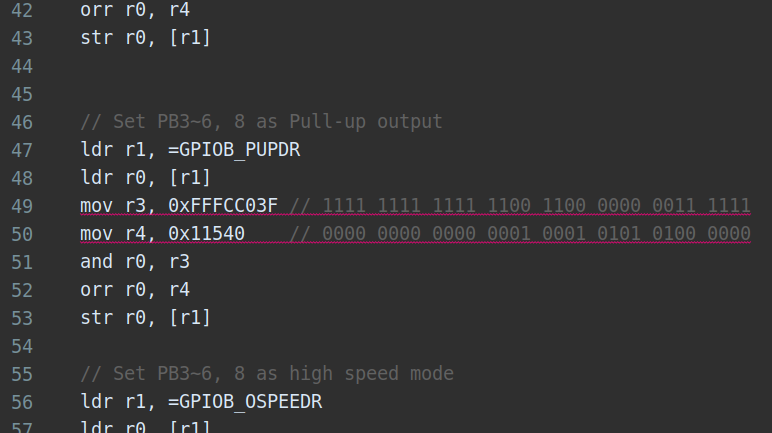 42 orr r0, r4
43 str r0, [r1]
44
45
46 // Set PB3~6, 8 as Pull-up output
47 ldr r1, =GPIOB_PUPDR
48 ldr r0, [r1]
49 mov r3, 0xFFFCC03F // 1111 1111 1111 1100 1100 0000 0011 1111
50 mov r4, 0x11540 // 0000 0000 0000 0001 0001 0101 0100 0000
51 and r0, r3
52 orr r0, r4
53 str r0, [r1]
54
55 // Set PB3~6, 8 as high speed mode
56 ldr r1, =GPIOB_OSPEEDR
57 ldr r0, [r1]